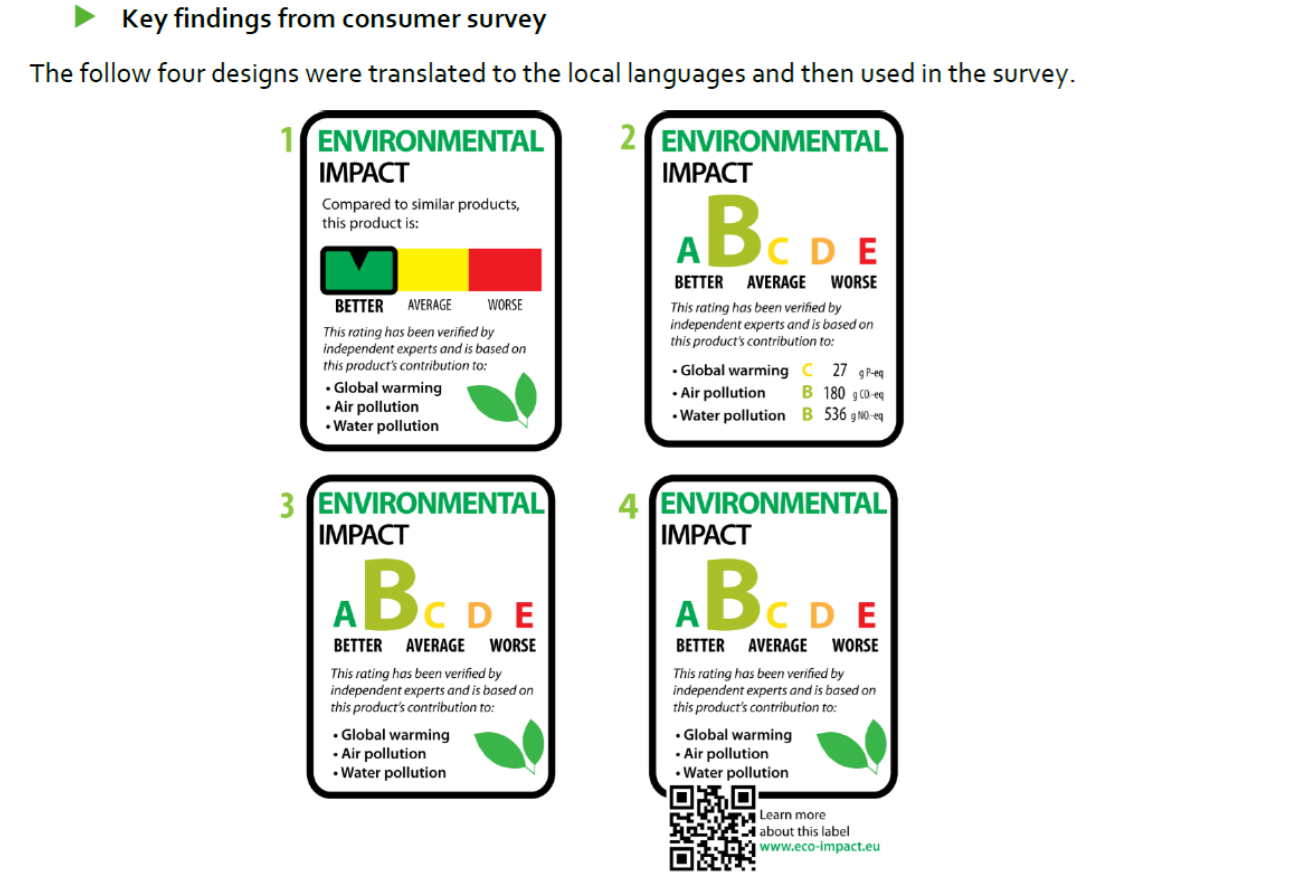 Key findings from consumer survey
The follow four designs were translated to the local languages and then used in the survey.
1
ENVIRONMENTAL
IMPACT
Compared to similar products,
this product is:
BETTER AVERAGE WORSE
This rating has been verified by
independent experts and is based on
this product's contribution to:
• Global warming
• Air pollution
• Water pollution
2
ENVIRONMENTAL
IMPACT
A B C D E
BETTER AVERAGE WORSE
This rating has been verified by
independent experts and is based on
this product's contribution to:
• Global warming C 27 g P-eq
• Air pollution B 180 g CO₂-eq
• Water pollution B 536 g NO₂-eq
3
ENVIRONMENTAL
IMPACT
A B C D E
BETTER AVERAGE WORSE
This rating has been verified by
independent experts and is based on
this product's contribution to:
• Global warming
• Air pollution
• Water pollution
4
ENVIRONMENTAL
IMPACT
A B C D E
BETTER AVERAGE WORSE
This rating has been verified by
independent experts and is based on
this product's contribution to:
• Global warming
• Air pollution
• Water pollution
Learn more
about this label
www.eco-impact.eu